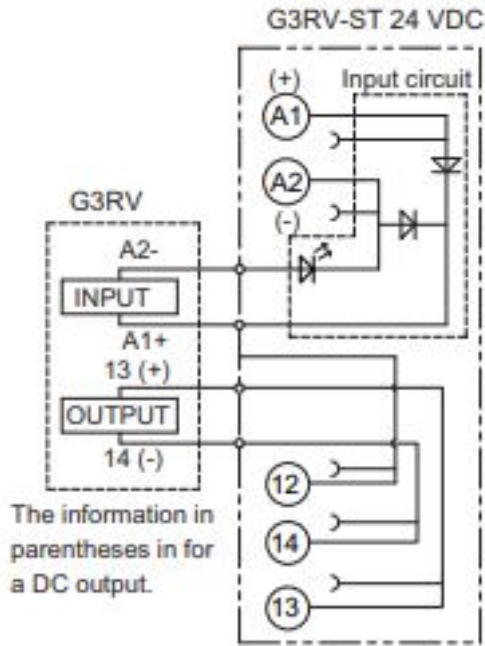 G3RV-ST 24 VDC
(+)
Input circuit
A1
A2
(-)
G3RV
A2-
INPUT
A1+
13 (+)
OUTPUT
14 (-)
12
14
13
The information in
parentheses in for
a DC output.